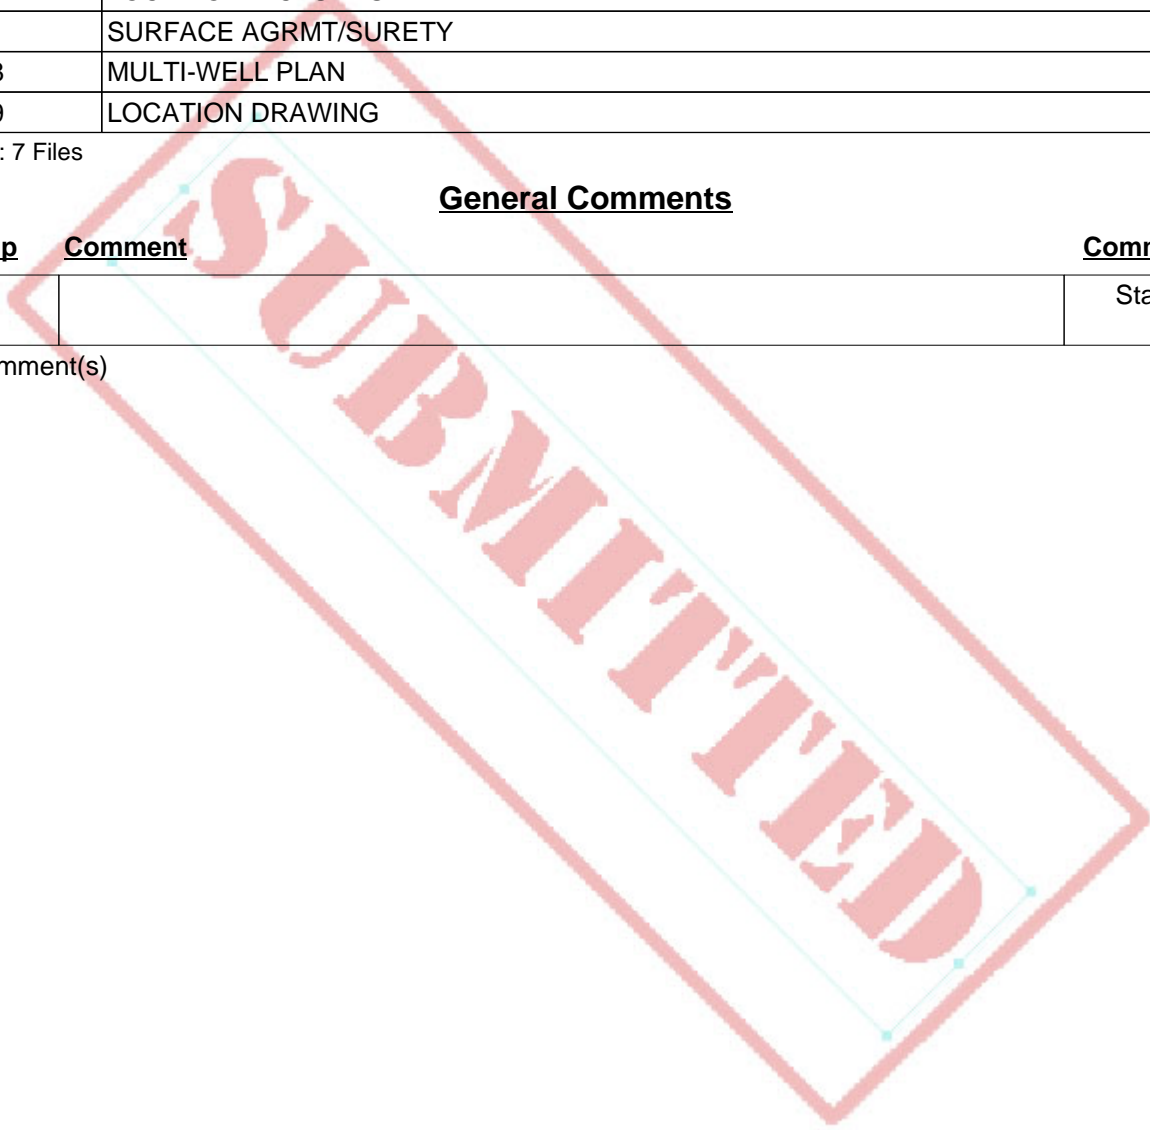 SURFACE AGRMT/SURETY
MULTI-WELL PLAN
LOCATION DRAWING
: 7 Files
General Comments
Comment
SUBMITTED